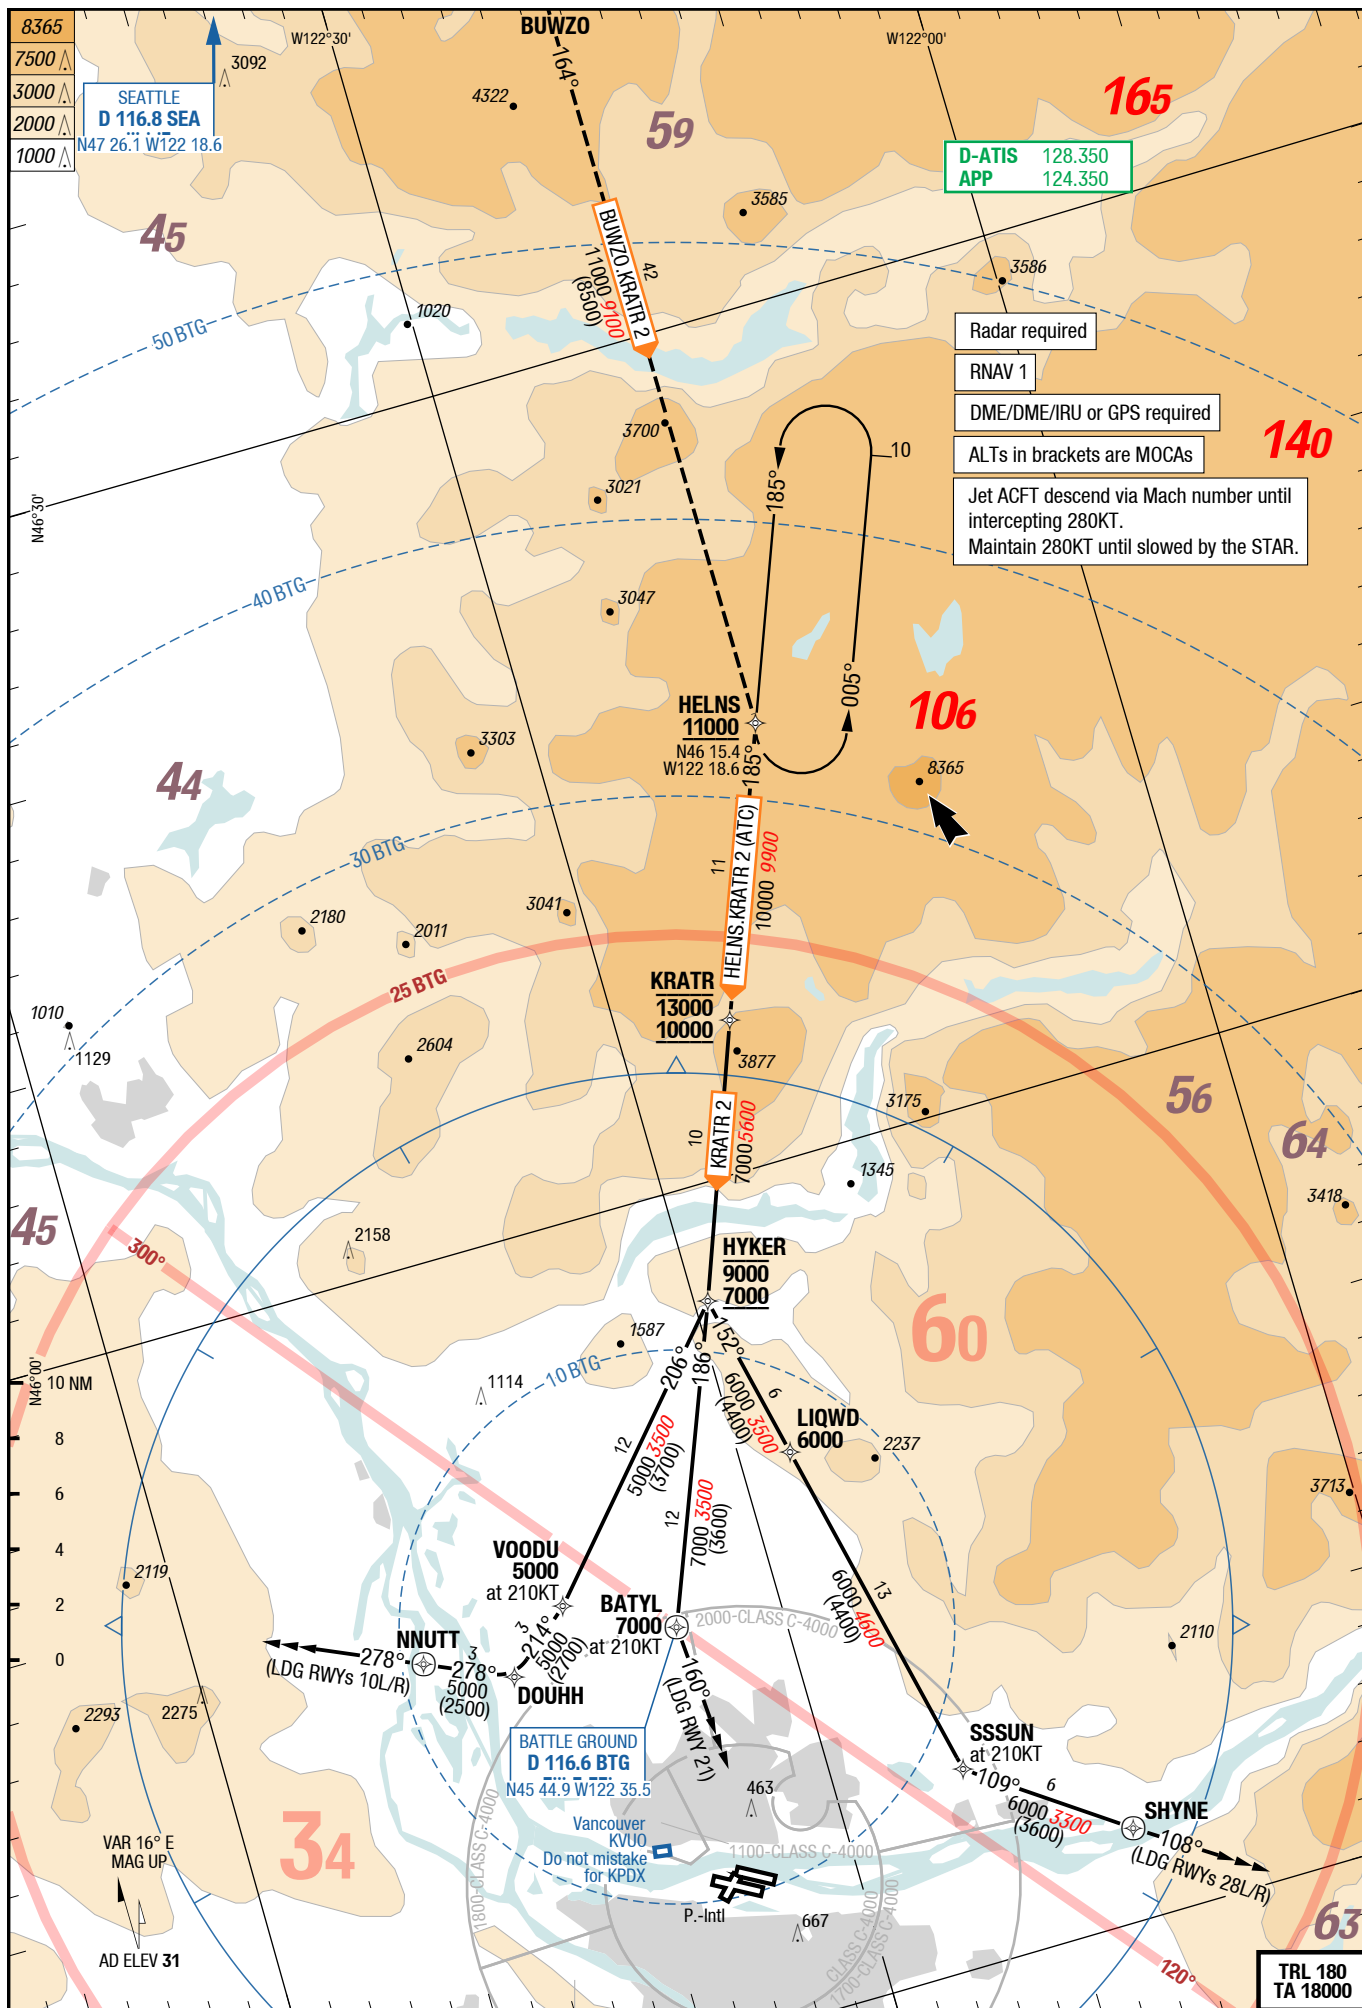 8365
7500
3000
2000
1000
SEATTLE
D 116.8 SEA
N47 26.1 W122 18.6
3092
W122°30'
BUWZO
164°
W122°00'
4322
59
165
D-ATIS 128.350
APP 124.350
45
3585
3586
50 BTG
1020
BUWZO.KRATR 2
42
11000 9100
(8500)
Radar required
RNAV 1
DME/DME/IRU or GPS required
ALTs in brackets are MOCAs
Jet ACFT descend via Mach number until
intercepting 280KT.
Maintain 280KT until slowed by the STAR.
140
3700
10
185°
N46°30'
3021
40 BTG
3047
005°
HELNS
11000
N46 15.4
W122 18.6
185°
106
3303
8365
44
30 BTG
HELNS.KRATR 2 (ATC)
11
10000 9900
2180
2011
3041
25 BTG
KRATR
13000
10000
1010
1129
2604
3877
56
3175
64
KRATR 2
10
7000 5600
1345
3418
45
2158
300°
HYKER
9000
7000
60
1587
10 BTG
206°
186°
152°
6
6000 3500
(4400)
N46°00'
10 NM
1114
LIQWD
6000
2237
8
12
5000 3500
(3700)
6
12
7000 3500
(3600)
3713
4
VOODU
5000
at 210KT
13
6000 4600
(4400)
2119
2
BATYL
7000
at 210KT
2000-CLASS C-4000
0
NNUTT
278°
(LDG RWYs 10L/R)
3
278°
5000
(2500)
3
214°
5000
(2700)
DOUHH
160°
(LDG RWY 21)
2110
2293
2275
BATTLE GROUND
D 116.6 BTG
N45 44.9 W122 35.5
SSSUN
at 210KT
109°
6
6000 3300
(3600)
SHYNE
108°
(LDG RWYs 28L/R)
463
Vancouver
KVUO
Do not mistake
for KPDX
1100-CLASS C-4000
1800-CLASS C-4000
34
VAR 16° E
MAG UP
AD ELEV 31
P.-Intl
667
CLASS C-4000
1700-CLASS C-4000
120°
63
TRL 180
TA 18000